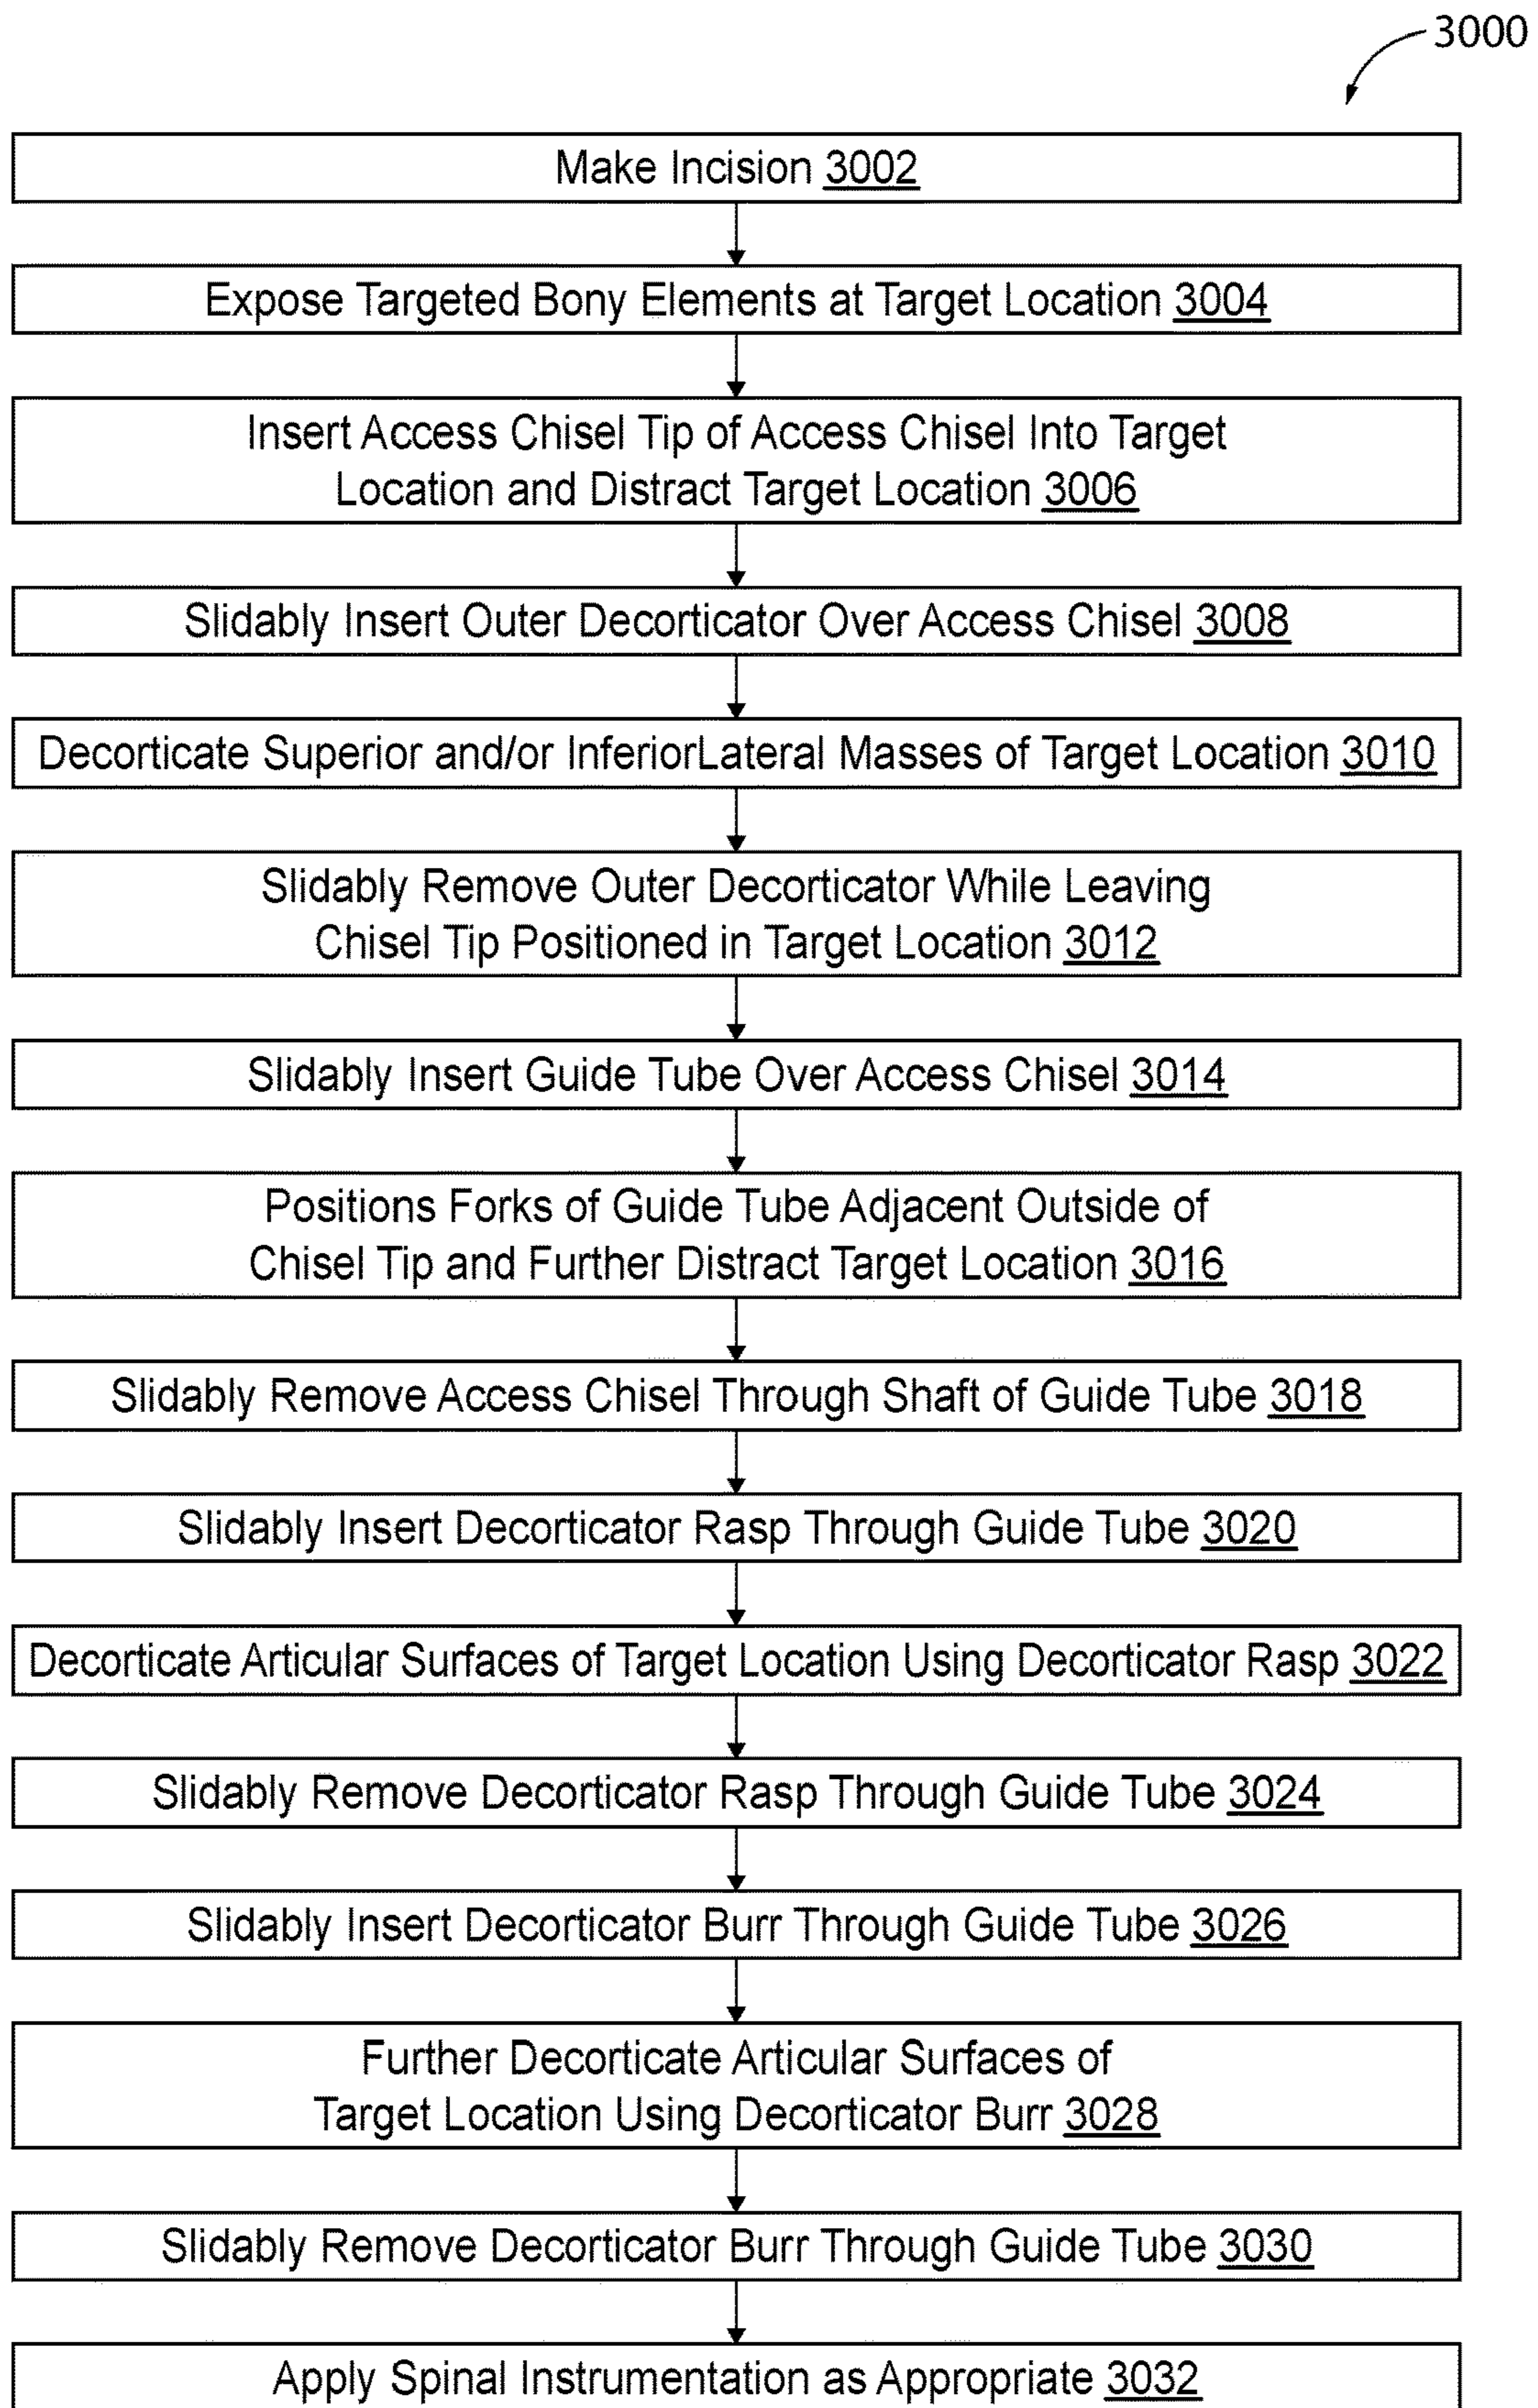 3000
Make Incision 3002
Expose Targeted Bony Elements at Target Location 3004
Insert Access Chisel Tip of Access Chisel Into Target
Location and Distract Target Location 3006
Slidably Insert Outer Decorticator Over Access Chisel 3008
Decorticate Superior and/or InferiorLateral Masses of Target Location 3010
Slidably Remove Outer Decorticator While Leaving
Chisel Tip Positioned in Target Location 3012
Slidably Insert Guide Tube Over Access Chisel 3014
Positions Forks of Guide Tube Adjacent Outside of
Chisel Tip and Further Distract Target Location 3016
Slidably Remove Access Chisel Through Shaft of Guide Tube 3018
Slidably Insert Decorticator Rasp Through Guide Tube 3020
Decorticate Articular Surfaces of Target Location Using Decorticator Rasp 3022
Slidably Remove Decorticator Rasp Through Guide Tube 3024
Slidably Insert Decorticator Burr Through Guide Tube 3026
Further Decorticate Articular Surfaces of
Target Location Using Decorticator Burr 3028
Slidably Remove Decorticator Burr Through Guide Tube 3030
Apply Spinal Instrumentation as Appropriate 3032